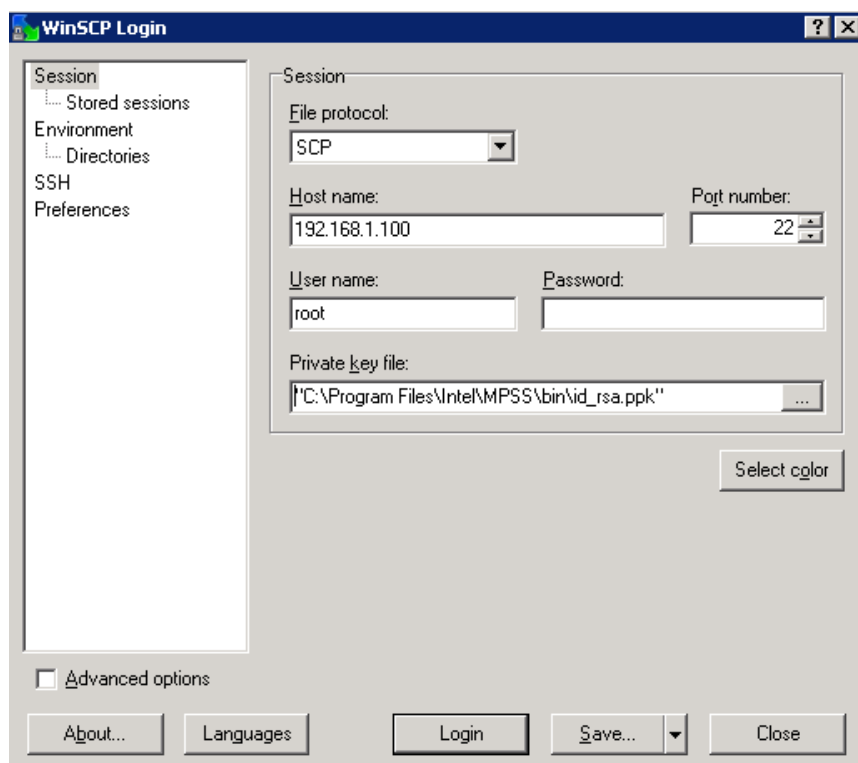 WinSCP Login
Session
Stored sessions
Environment
Directories
SSH
Preferences
Session
File protocol:
SCP
Host name:
Port number:
192.168.1.100
22
User name:
Password:
root
Private key file:
"C:\Program Files\Intel\MPSS\bin\id_rsa.ppk"
...
Select color
Advanced options
About...
Languages
Login
Save...
Close